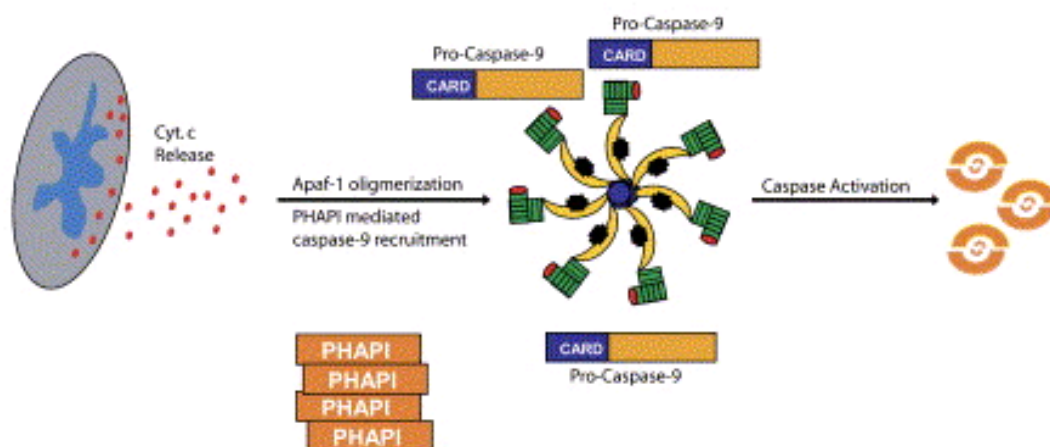 Pro-Caspase-9
CARD
Pro-Caspase-9
CARD
Cyt. c
Release
Apaf-1 oligmerization
PHAPI mediated
caspase-9 recruitment
Caspase Activation
PHAPI
PHAPI
PHAPI
PHAPI
CARD
Pro-Caspase-9